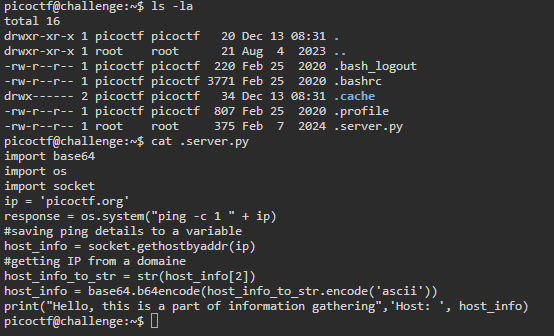 picoctf@challenge:~$ ls -la
total 16
drwxr-xr-x 1 picoctf picoctf   20 Dec 13 08:31 .
drwxr-xr-x 1 root    root      21 Aug  4  2023 ..
-rw-r--r-- 1 picoctf picoctf  220 Feb 25  2020 .bash_logout
-rw-r--r-- 1 picoctf picoctf 3771 Feb 25  2020 .bashrc
drwx------ 2 picoctf picoctf   34 Dec 13 08:31 .cache
-rw-r--r-- 1 picoctf picoctf  807 Feb 25  2020 .profile
-rw-r--r-- 1 root    root     375 Feb  7  2024 .server.py
picoctf@challenge:~$ cat .server.py
import base64
import os
import socket
ip = 'picoctf.org'
response = os.system("ping -c 1 " + ip)
#saving ping details to a variable
host_info = socket.gethostbyaddr(ip)
#getting IP from a domaine
host_info_to_str = str(host_info[2])
host_info = base64.b64encode(host_info_to_str.encode('ascii'))
print("Hello, this is a part of information gathering",'Host: ', host_info)
picoctf@challenge:~$